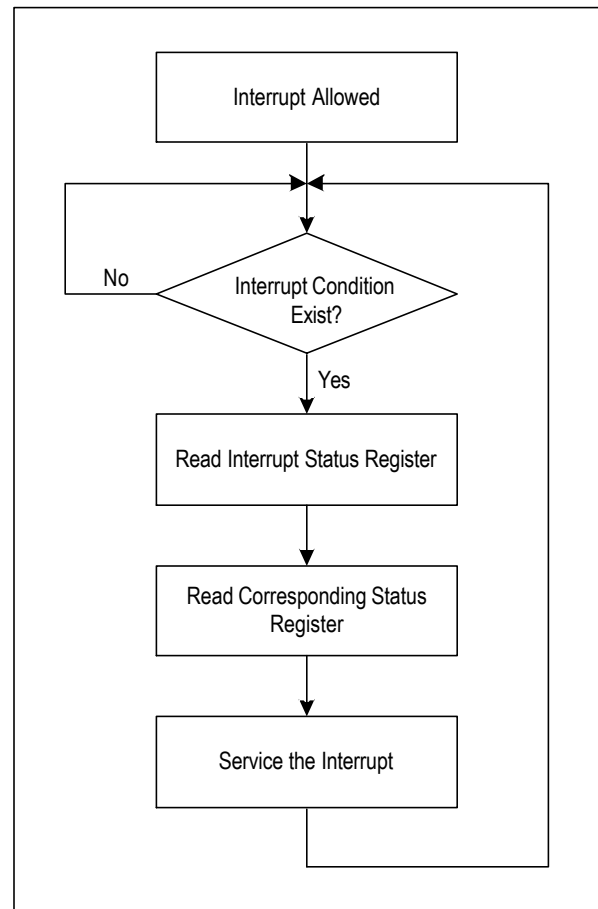 Interrupt Allowed
No
Interrupt Condition
Exist?
Yes
Read Interrupt Status Register
Read Corresponding Status
Register
Service the Interrupt